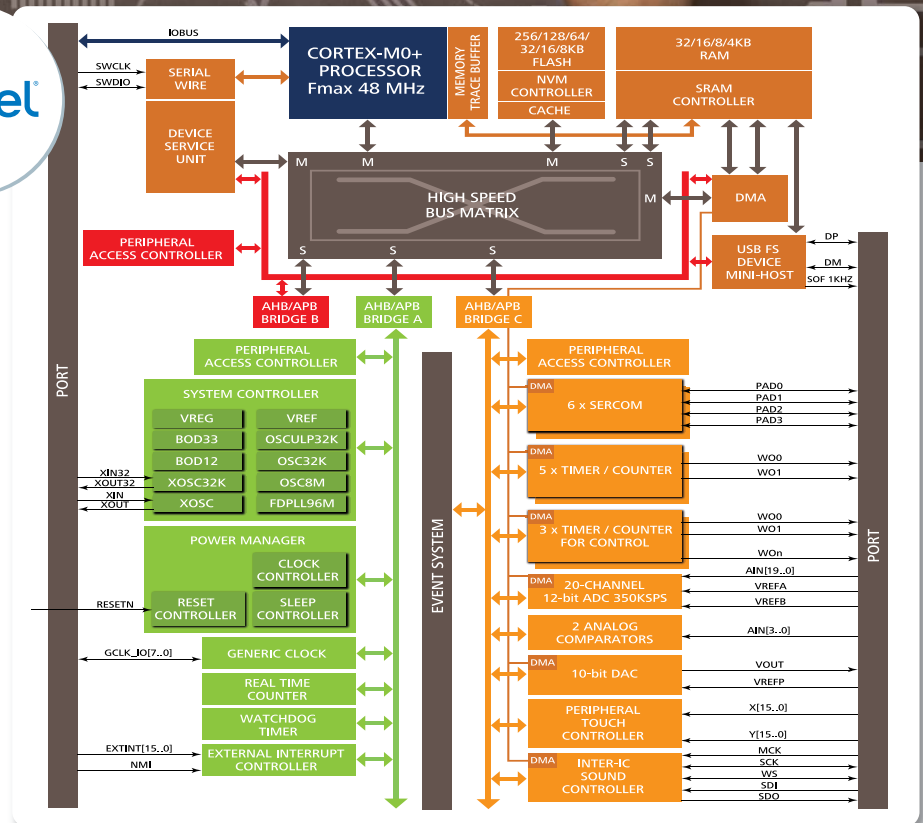 el
IOBUS
SWCLK
SWDIO
SERIAL
WIRE
DEVICE
SERVICE
UNIT
CORTEX-M0+
PROCESSOR
Fmax 48 MHz
MEMORY
TRACE BUFFER
256/128/64/
32/16/8KB
FLASH
NVM
CONTROLLER
CACHE
32/16/8/4KB
RAM
SRAM
CONTROLLER
M
M
M
S
S
HIGH SPEED
BUS MATRIX
M
S
S
S
DMA
USB FS
DEVICE
MINI-HOST
DP
DM
SOF 1KHZ
PERIPHERAL
ACCESS CONTROLLER
AHB/APB
BRIDGE B
AHB/APB
BRIDGE A
AHB/APB
BRIDGE C
PORT
PERIPHERAL
ACCESS CONTROLLER
SYSTEM CONTROLLER
VREG
VREF
BOD33
OSCULP32K
BOD12
OSC32K
XOSC32K
OSC8M
XOSC
FDPLL96M
XIN32
XOUT32
XIN
XOUT
POWER MANAGER
CLOCK
CONTROLLER
RESET
CONTROLLER
SLEEP
CONTROLLER
RESETN
GCLK_IO[7..0]
GENERIC CLOCK
REAL TIME
COUNTER
WATCHDOG
TIMER
EXTINT[15..0]
NMI
EXTERNAL INTERRUPT
CONTROLLER
EVENT SYSTEM
PERIPHERAL
ACCESS CONTROLLER
DMA
6 x SERCOM
PAD0
PAD1
PAD2
PAD3
DMA
5 x TIMER / COUNTER
WO0
WO1
DMA
3 x TIMER / COUNTER
FOR CONTROL
WO0
WO1
WOn
DMA
20-CHANNEL
12-bit ADC 350KSPS
AIN[19..0]
VREFA
VREFB
2 ANALOG
COMPARATORS
AIN[3..0]
DMA
10-bit DAC
VOUT
VREFP
PERIPHERAL
TOUCH
CONTROLLER
X[15..0]
Y[15..0]
DMA
INTER-IC
SOUND
CONTROLLER
MCK
SCK
WS
SDI
SDO
PORT